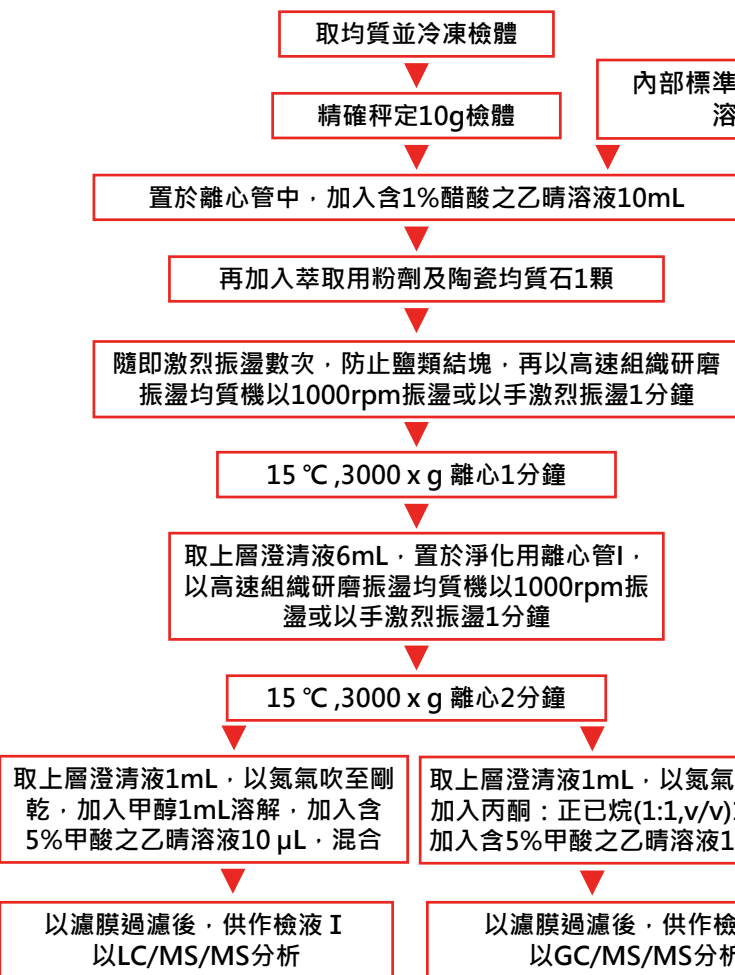 取均質並冷凍檢體
內部標準
溶
精確秤定10g檢體
置於離心管中，加入含1%醋酸之乙晴溶液10mL
再加入萃取用粉劑及陶瓷均質石1顆
隨即激烈振盪數次，防止鹽類結塊，再以高速組織研磨
振盪均質機以1000rpm振盪或以手激烈振盪1分鐘
15 ℃ ,3000 x g 離心1分鐘
取上層澄清液6mL，置於淨化用離心管I，
以高速組織研磨振盪均質機以1000rpm振
盪或以手激烈振盪1分鐘
15 ℃ ,3000 x g 離心2分鐘
取上層澄清液1mL，以氮氣吹至剛
乾，加入甲醇1mL溶解，加入含
5%甲酸之乙晴溶液10 μL，混合
取上層澄清液1mL，以氮氣
加入丙酮：正已烷(1:1,v/v)
加入含5%甲酸之乙晴溶液1
以濾膜過濾後，供作檢液 I
以LC/MS/MS分析
以濾膜過濾後，供作檢
以GC/MS/MS分析